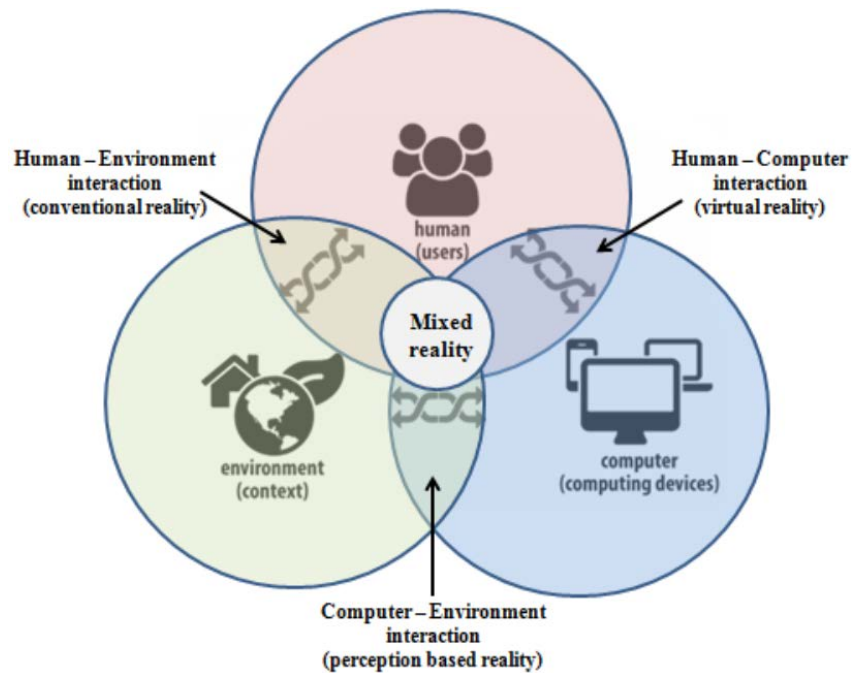 Human – Environment
interaction
(conventional reality)
Human – Computer
interaction
(virtual reality)
human
(users)
Mixed
reality
environment
(context)
computer
(computing devices)
Computer – Environment
interaction
(perception based reality)